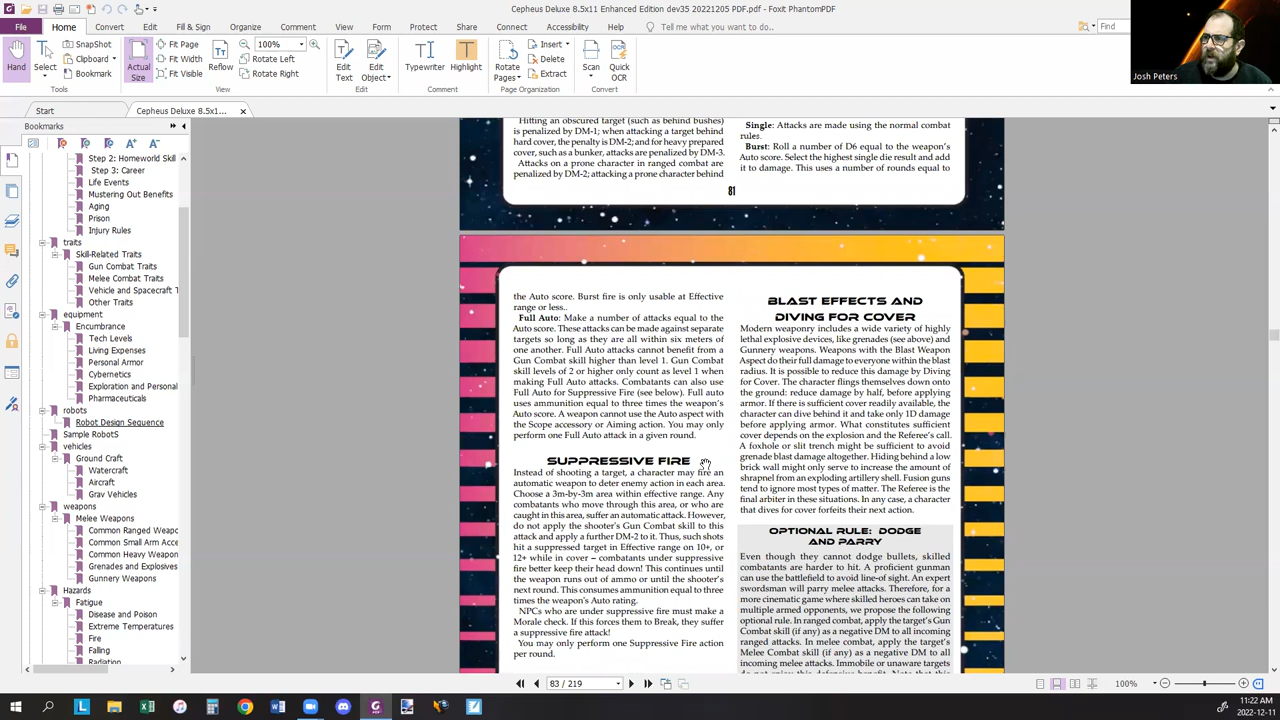 Cepheus Deluxe 8.5x11 Enhanced Edition dev35 20221205 PDF.pdf - Foxit PhantomPDF
File Home Convert Fill & Sign Organize Comment View Form Protect Share Connect Accessibility Help Tell me what you want to do... Find
Hand
Select
SnapShot
Clipboard
Bookmark
Tools
Actual
Size
Fit Page
Fit Width
Fit Visible
Reflow
100%
Rotate Left
Rotate Right
View
Edit
Text
Edit
Object
Edit
Typewriter
Highlight
Comment
Rotate
Pages
Insert
Delete
Extract
Page Organization
Scan
Quick
OCR
Convert
Josh Peters
Start
Cepheus Deluxe 8.5x11...
Bookmarks
Step 2: Homeworld Skill
Step 3: Career
Life Events
Mustering Out Benefits
Aging
Prison
Injury Rules
traits
Skill-Related Traits
Gun Combat Traits
Melee Combat Traits
Vehicle and Spacecraft T
Other Traits
equipment
Encumbrance
Tech Levels
Living Expenses
Personal Armor
Cybernetics
Exploration and Personal
Pharmaceuticals
robots
Robot Design Sequence
Sample RobotS
vehicles
Ground Craft
Watercraft
Aircraft
Grav Vehicles
weapons
Melee Weapons
Common Ranged Weapo
Common Small Arm Acce
Common Heavy Weapon
Grenades and Explosives
Gunnery Weapons
Hazards
Fatigue
Disease and Poison
Extreme Temperatures
Fire
Falling
Radiation
Hitting an obscured target (such as behind bushes)
is penalized by DM-1; when attacking a target behind
hard cover, the penalty is DM-2; and for heavy prepared
cover, such as a bunker, attacks are penalized by DM-3.
Attacks on a prone character in ranged combat are
penalized by DM-2; attacking a prone character behind
Single: Attacks are made using the normal combat
rules.
Burst: Roll a number of D6 equal to the weapon's
Auto score. Select the highest single die result and add
it to damage. This uses a number of rounds equal to
81
the Auto score. Burst fire is only usable at Effective
range or less..
Full Auto: Make a number of attacks equal to the
Auto score. These attacks can be made against separate
targets so long as they are all within six meters of
one another. Full Auto attacks cannot benefit from a
Gun Combat skill higher than level 1. Gun Combat
skill levels of 2 or higher only count as level 1 when
making Full Auto attacks. Combatants can also use
Full Auto for Suppressive Fire (see below). Full auto
uses ammunition equal to three times the weapon's
Auto score. A weapon cannot use the Auto aspect with
the Scope accessory or Aiming action. You may only
perform one Full Auto attack in a given round.
SUPPRESSIVE FIRE
Instead of shooting a target, a character may fire an
automatic weapon to deter enemy action in each area.
Choose a 3m-by-3m area within effective range. Any
combatants who move through this area, or who are
caught in this area, suffer an automatic attack. However,
do not apply the shooter's Gun Combat skill to this
attack and apply a further DM-2 to it. Thus, such shots
hit a suppressed target in Effective range on 10+, or
12+ while in cover – combatants under suppressive
fire better keep their head down! This continues until
the weapon runs out of ammo or until the shooter's
next round. This consumes ammunition equal to three
times the weapon's Auto rating.
NPCs who are under suppressive fire must make a
Morale check. If this forces them to Break, they suffer
a suppressive fire attack!
You may only perform one Suppressive Fire action
per round.
BLAST EFFECTS AND
DIVING FOR COVER
Modern weaponry includes a wide variety of highly
lethal explosive devices, like grenades (see above) and
Gunnery weapons. Weapons with the Blast Weapon
Aspect do their full damage to everyone within the blast
radius. It is possible to reduce this damage by Diving
for Cover. The character flings themselves down onto
the ground: reduce damage by half, before applying
armor. If there is sufficient cover readily available, the
character can dive behind it and take only 1D damage
before applying armor. What constitutes sufficient
cover depends on the explosion and the Referee's call.
A foxhole or slit trench might be sufficient to avoid
grenade blast damage altogether. Hiding behind a low
brick wall might only serve to increase the amount of
shrapnel from an exploding artillery shell. Fusion guns
tend to ignore most types of matter. The Referee is the
final arbiter in these situations. In any case, a character
that dives for cover forfeits their next action.
OPTIONAL RULE: DODGE
AND PARRY
Even though they cannot dodge bullets, skilled
combatants are harder to hit. A proficient gunman
can use the battlefield to avoid line-of sight. An expert
swordsman will parry melee attacks. Therefore, for a
more cinematic game where skilled heroes can take on
multiple armed opponents, we propose the following
optional rule. In ranged combat, apply the target's Gun
Combat skill (if any) as a negative DM to all incoming
ranged attacks. In melee combat, apply the target's
Melee Combat skill (if any) as a negative DM to all
incoming melee attacks. Immobile or unaware targets
do not enjoy this defensive benefit. Note that this
83 / 219
100%
11:22 AM
2022-12-11